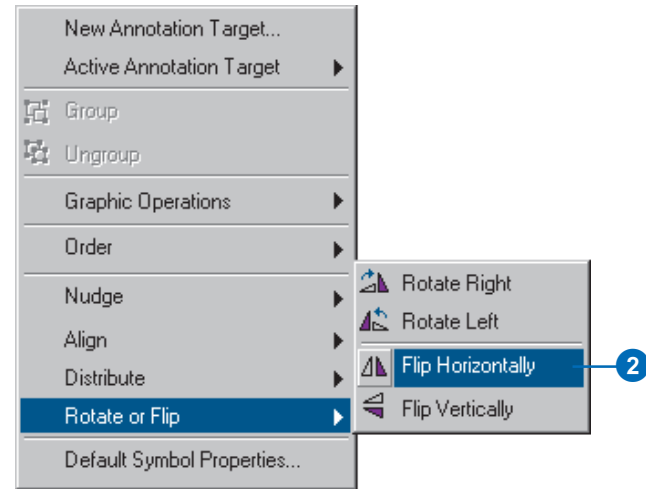 New Annotation Target...
Active Annotation Target
Group
Ungroup
Graphic Operations
Order
Nudge
Align
Distribute
Rotate or Flip
Default Symbol Properties...
Rotate Right
Rotate Left
Flip Horizontally
2
Flip Vertically